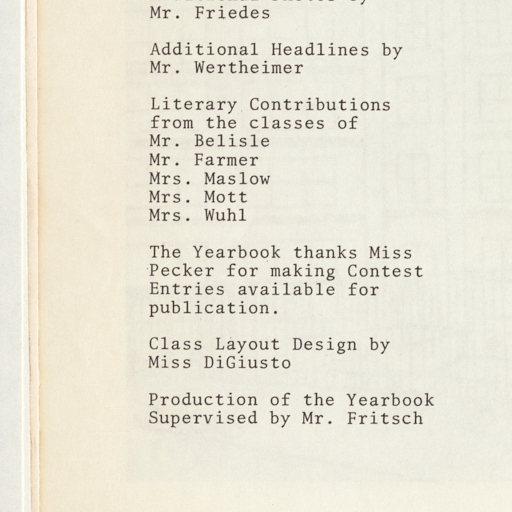 Mr. Friedes
Additional Headlines by
Mr. Wertheimer
Literary Contributions
from the classes of
Mr. Belisle
Mr. Farmer
Mrs. Maslow
Mrs. Mott
Mrs. Wuhl
The Yearbook thanks Miss
Pecker for making Contest
Entries available for
publication.
Class Layout Design by
Miss DiGiusto
Production of the Yearbook
Supervised by Mr. Fritsch